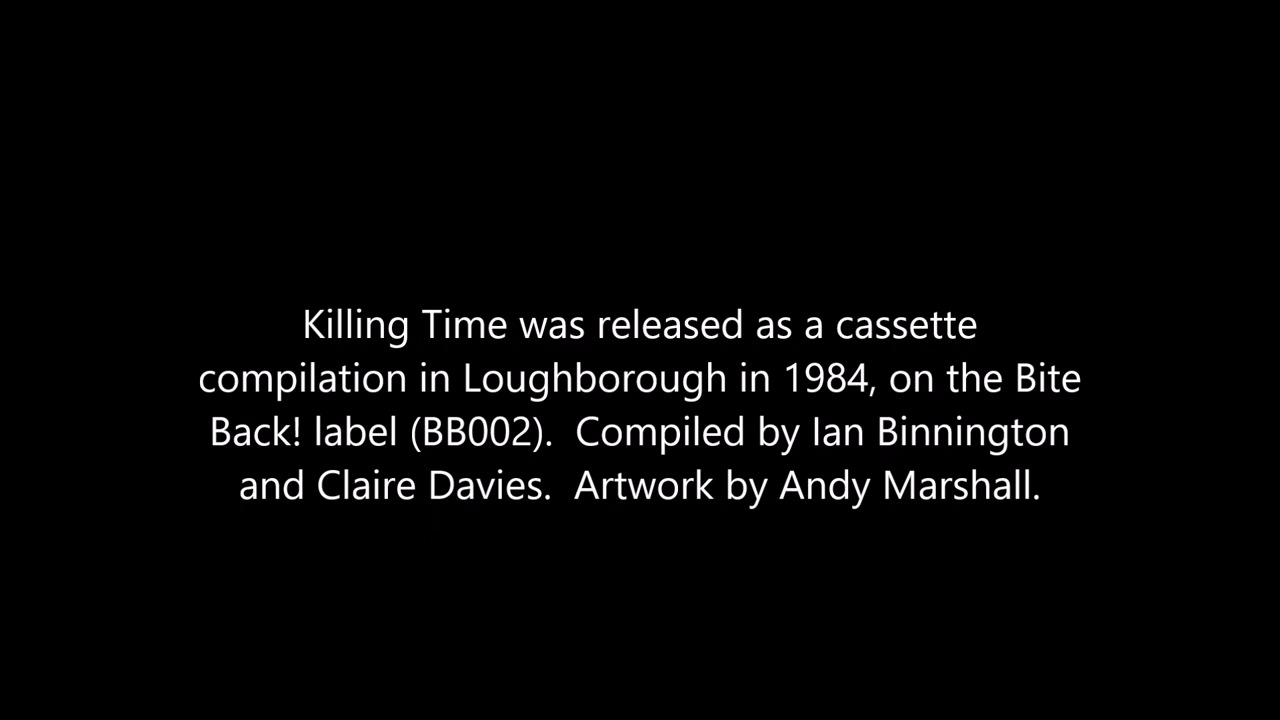 Killing Time was released as a cassette
compilation in Loughborough in 1984, on the Bite
Back! label (BB002).  Compiled by Ian Binnington
and Claire Davies.  Artwork by Andy Marshall.